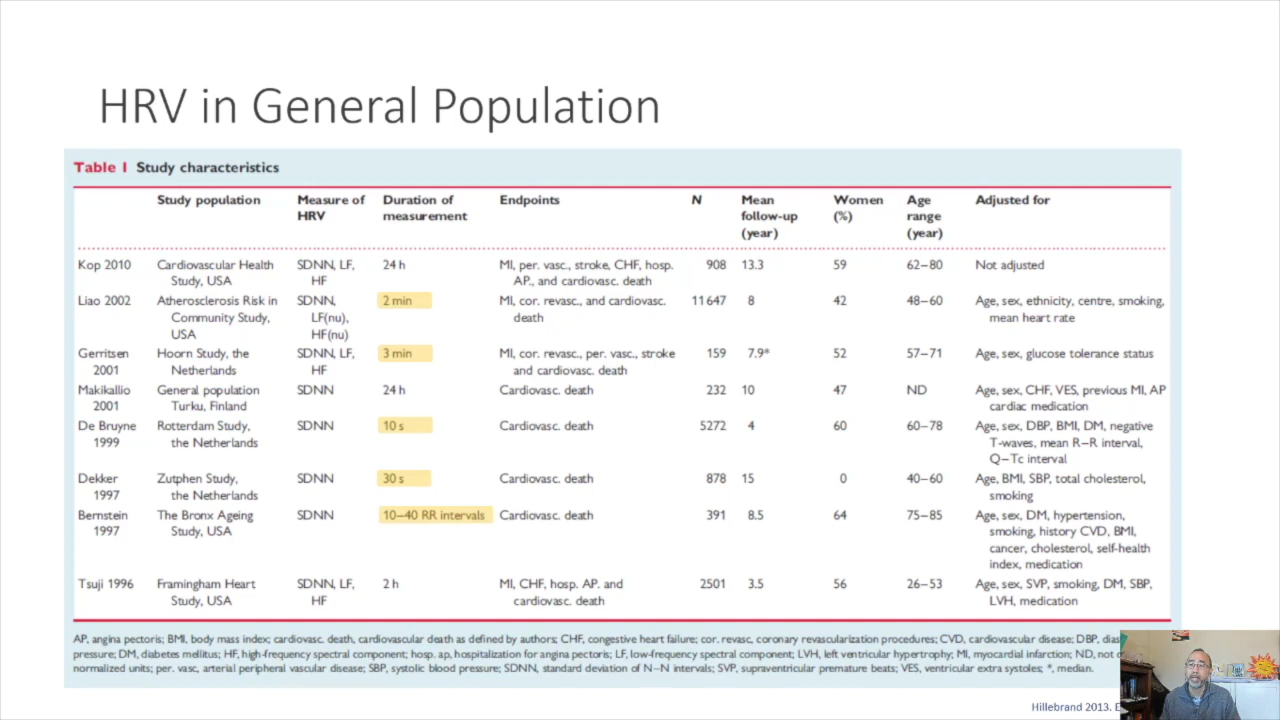 HRV in General Population
Table 1 Study characteristics
Study population Measure of HRV Duration of measurement Endpoints N Mean follow-up (year) Women (%) Age range (year) Adjusted for
Kop 2010 Cardiovascular Health Study, USA SDNN, LF, HF 24 h MI, per. vasc., stroke, CHF, hosp. AP., and cardiovasc. death 908 13.3 59 62–80 Not adjusted
Liao 2002 Atherosclerosis Risk in Community Study, USA SDNN, LF(nu), HF(nu) 2 min MI, cor. revasc., and cardiovasc. death 11 647 8 42 48–60 Age, sex, ethnicity, centre, smoking, mean heart rate
Gerritsen 2001 Hoorn Study, the Netherlands SDNN, LF, HF 3 min MI, cor. revasc., per. vasc., stroke and cardiovasc. death 159 7.9* 52 57–71 Age, sex, glucose tolerance status
Makikallio 2001 General population Turku, Finland SDNN 24 h Cardiovasc. death 232 10 47 ND Age, sex, CHF, VES, previous MI, AP cardiac medication
De Bruyne 1999 Rotterdam Study, the Netherlands SDNN 10 s Cardiovasc. death 5272 4 60 60–78 Age, sex, DBP, BMI, DM, negative T-waves, mean R–R interval, Q–Tc interval
Dekker 1997 Zutphen Study, the Netherlands SDNN 30 s Cardiovasc. death 878 15 0 40–60 Age, BMI, SBP, total cholesterol, smoking
Bernstein 1997 The Bronx Ageing Study, USA SDNN 10–40 RR intervals Cardiovasc. death 391 8.5 64 75–85 Age, sex, DM, hypertension, smoking, history CVD, BMI, cancer, cholesterol, self-health index, medication
Tsuji 1996 Framingham Heart Study, USA SDNN, LF, HF 2 h MI, CHF, hosp. AP. and cardiovasc. death 2501 3.5 56 26–53 Age, sex, SVP, smoking, DM, SBP, LVH, medication
AP, angina pectoris; BMI, body mass index; cardiovasc. death, cardiovascular death as defined by authors; CHF, congestive heart failure; cor. revasc, coronary revascularization procedures; CVD, cardiovascular disease; DBP,
pressure; DM, diabetes mellitus; HF, high-frequency spectral component; hosp. ap, hospitalization for angina pectoris; LF, low-frequency spectral component; LVH, left ventricular hypertrophy; MI, myocardial infarction; ND, not
normalized units; per. vasc, arterial peripheral vascular disease; SBP, systolic blood pressure; SDNN, standard deviation of N–N intervals; SVP, supraventricular premature beats; VES, ventricular extra systoles; *, median.
Hillebrand 2013.